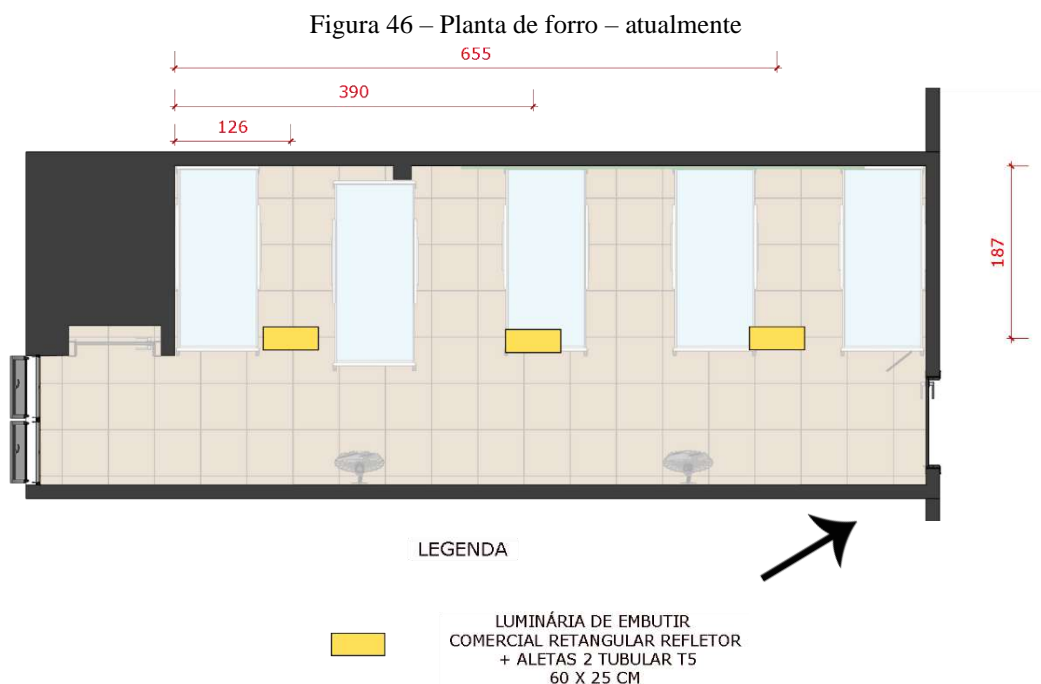 Figura 46 – Planta de forro – atualmente
655
390
126
187
LEGENDA
LUMINÁRIA DE EMBUTIR
COMERCIAL RETANGULAR REFLETOR
+ ALETAS 2 TUBULAR T5
60 X 25 CM